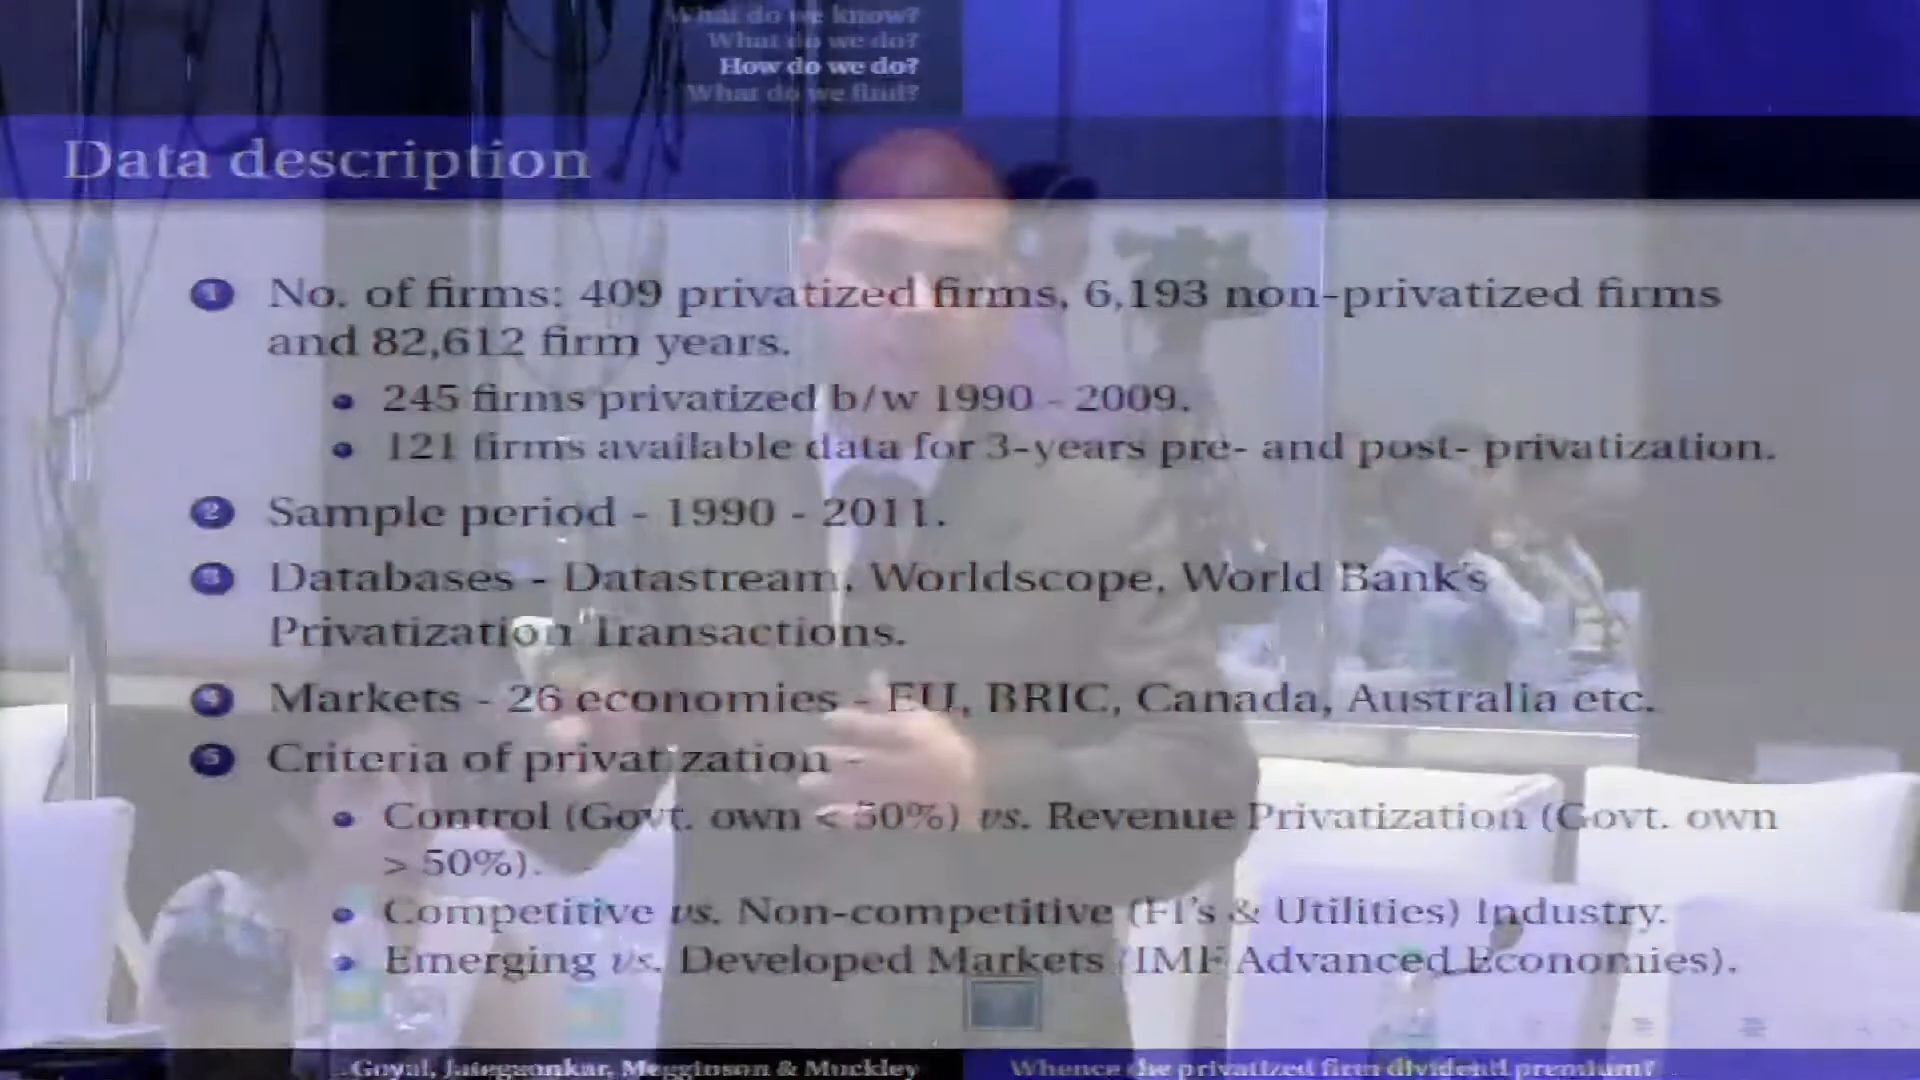 What do we know?
What do we do?
How do we do?
What do we find?
Data description
1 No. of firms: 409 privatized firms, 6,193 non-privatized firms
and 82,612 firm years.
245 firms privatized b/w 1990 - 2009.
121 firms available data for 3-years pre- and post- privatization.
2 Sample period - 1990 - 2011.
3 Databases - Datastream, Worldscope, World Bank's
Privatization Transactions.
4 Markets - 26 economies - EU, BRIC, Canada, Australia etc.
5 Criteria of privatization -
Control (Govt. own < 50%) vs. Revenue Privatization (Govt. own
> 50%).
Competitive vs. Non-competitive (FI's & Utilities) Industry.
Emerging vs. Developed Markets (IMF Advanced Economies).
Goyal, Jategaonkar, Megginson & Muckley
Whence the privatized firm dividend premium?